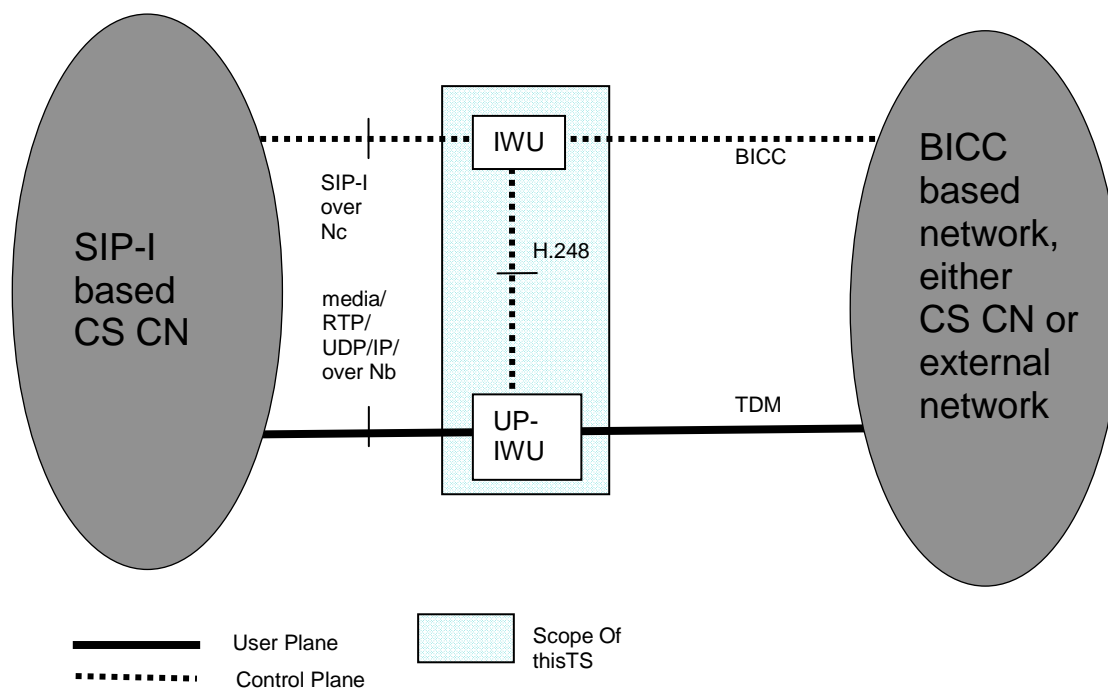 SIP-I
based
CS CN
SIP-I
over
Nc
media/
RTP/
UDP/IP/
over Nb
IWU
H.248
UP-
IWU
BICC
TDM
BICC
based
network,
either
CS CN or
external
network
User Plane
Control Plane
Scope Of
thisTS